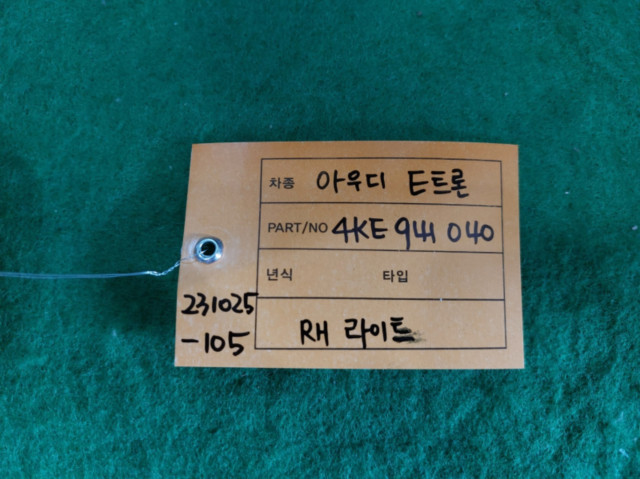 차종 아우디 E트론
PART/NO 4KE 941 040
년식 타입
231025
-105
RH 라이트